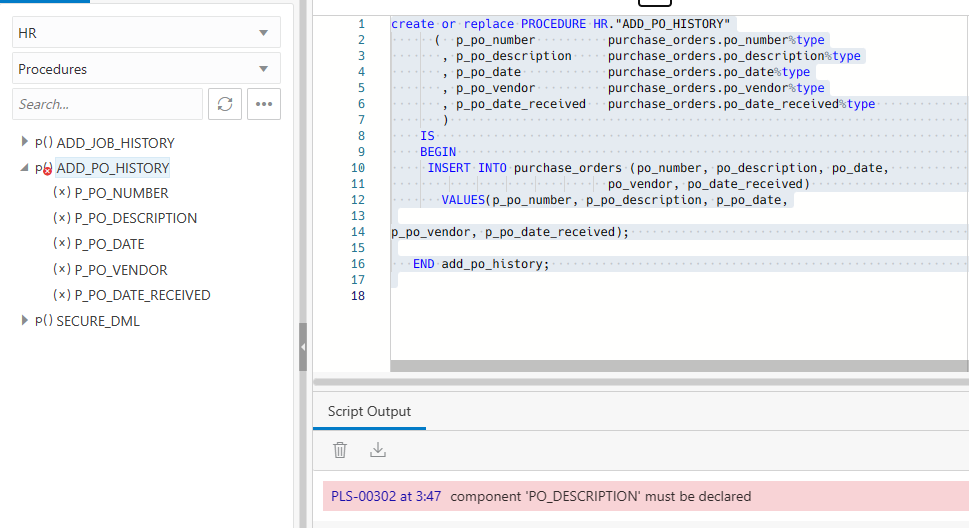 HR
Procedures
Search...
p() ADD_JOB_HISTORY
p() ADD_PO_HISTORY
(×) P_PO_NUMBER
(×) P_PO_DESCRIPTION
(×) P_PO_DATE
(×) P_PO_VENDOR
(×) P_PO_DATE_RECEIVED
p() SECURE_DML
1 create or replace PROCEDURE HR."ADD_PO_HISTORY"
2 ( p_po_number purchase_orders.po_number%type
3 , p_po_description purchase_orders.po_description%type
4 , p_po_date purchase_orders.po_date%type
5 , p_po_vendor purchase_orders.po_vendor%type
6 , p_po_date_received purchase_orders.po_date_received%type
7 )
8 IS
9 BEGIN
10 INSERT INTO purchase_orders (po_number, po_description, po_date,
11 po_vendor, po_date_received)
12 VALUES(p_po_number, p_po_description, p_po_date,
13
14 p_po_vendor, p_po_date_received);
15
16 END add_po_history;
17
18
Script Output
PLS-00302 at 3:47 component 'PO_DESCRIPTION' must be declared